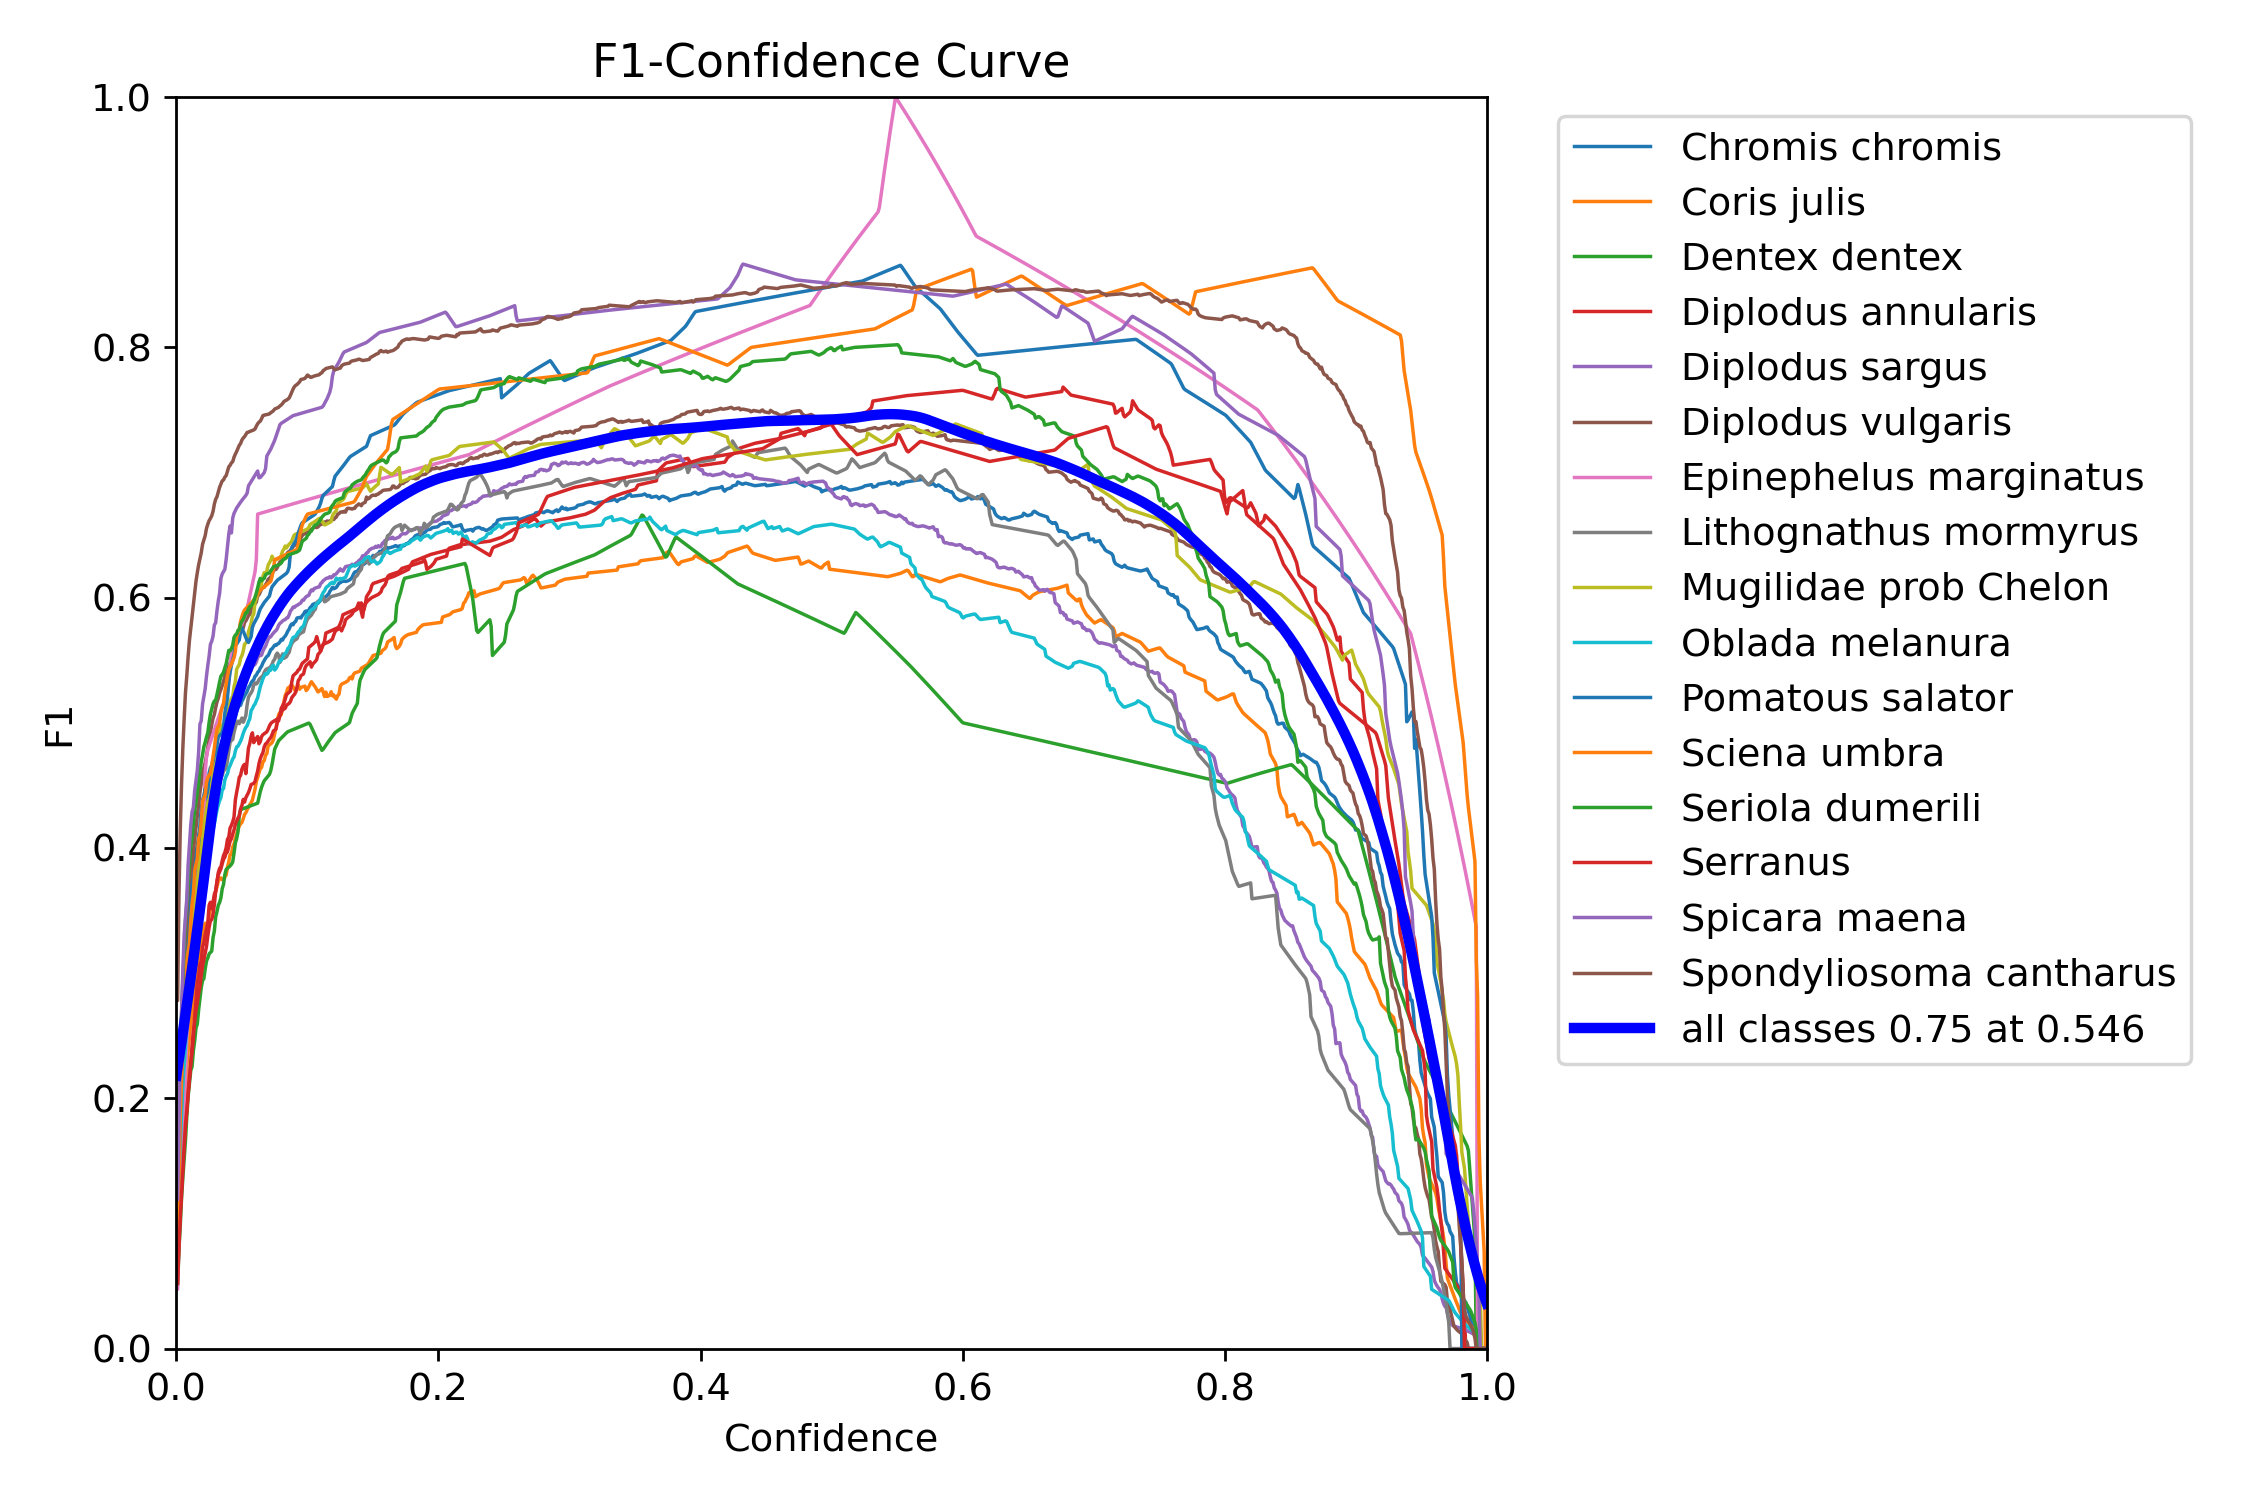 F1-Confidence Curve
1.0
0.8
0.6
0.4
0.2
0.0
F1
0.0 0.2 0.4 0.6 0.8 1.0
Confidence
Chromis chromis
Coris julis
Dentex dentex
Diplodus annularis
Diplodus sargus
Diplodus vulgaris
Epinephelus marginatus
Lithognathus mormyrus
Mugilidae prob Chelon
Oblada melanura
Pomatous salator
Sciena umbra
Seriola dumerili
Serranus
Spicara maena
Spondyliosoma cantharus
all classes 0.75 at 0.546